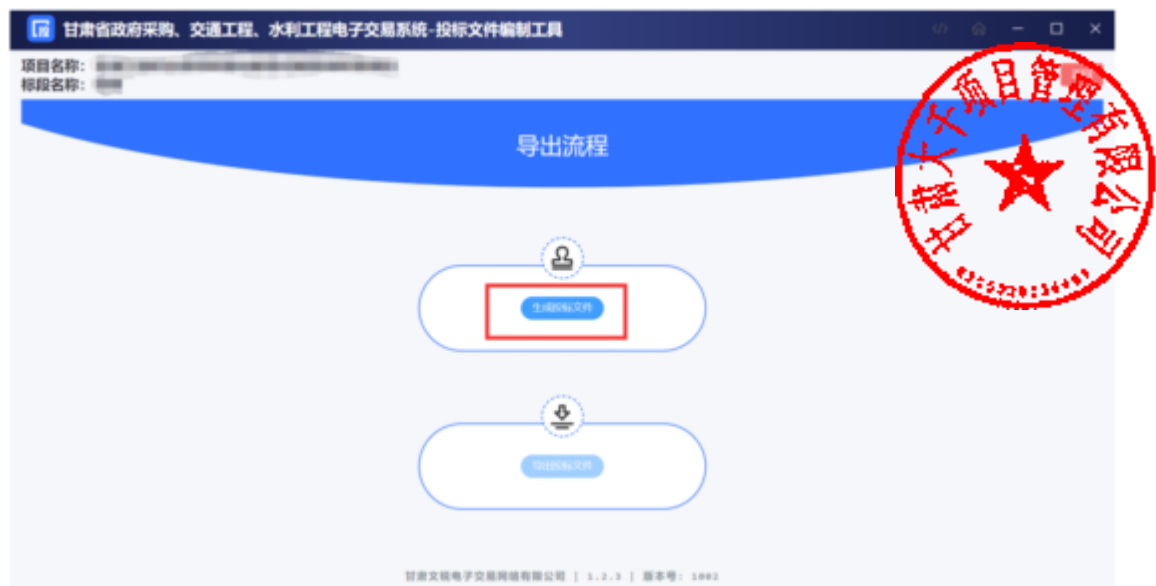 甘肃省政府采购、交通工程、水利工程电子交易系统-投标文件编制工具
项目名称：
标段名称：
导出流程
生成投标文件
导出投标文件
甘肃文锐电子交易网络有限公司 | 1.2.3 | 版本号: 1002
甘肃大千项目管理有限公司